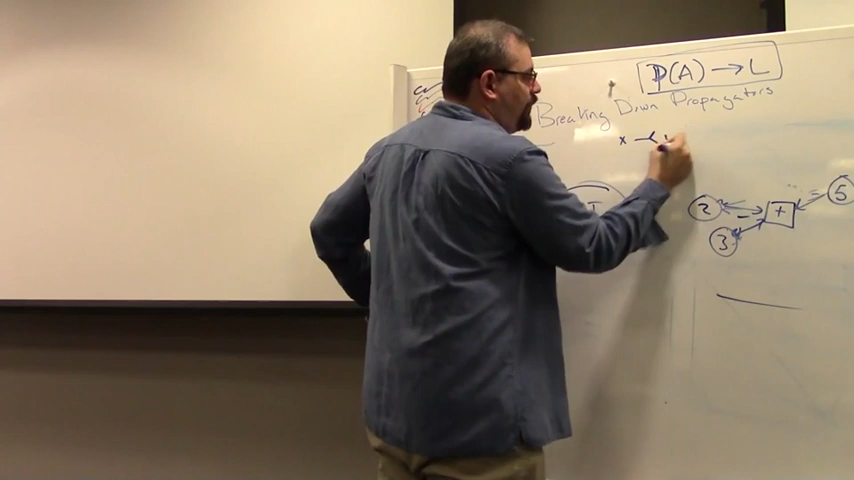 P(A) → L
Breaking Down Propagators
x -<
2 + 5
3